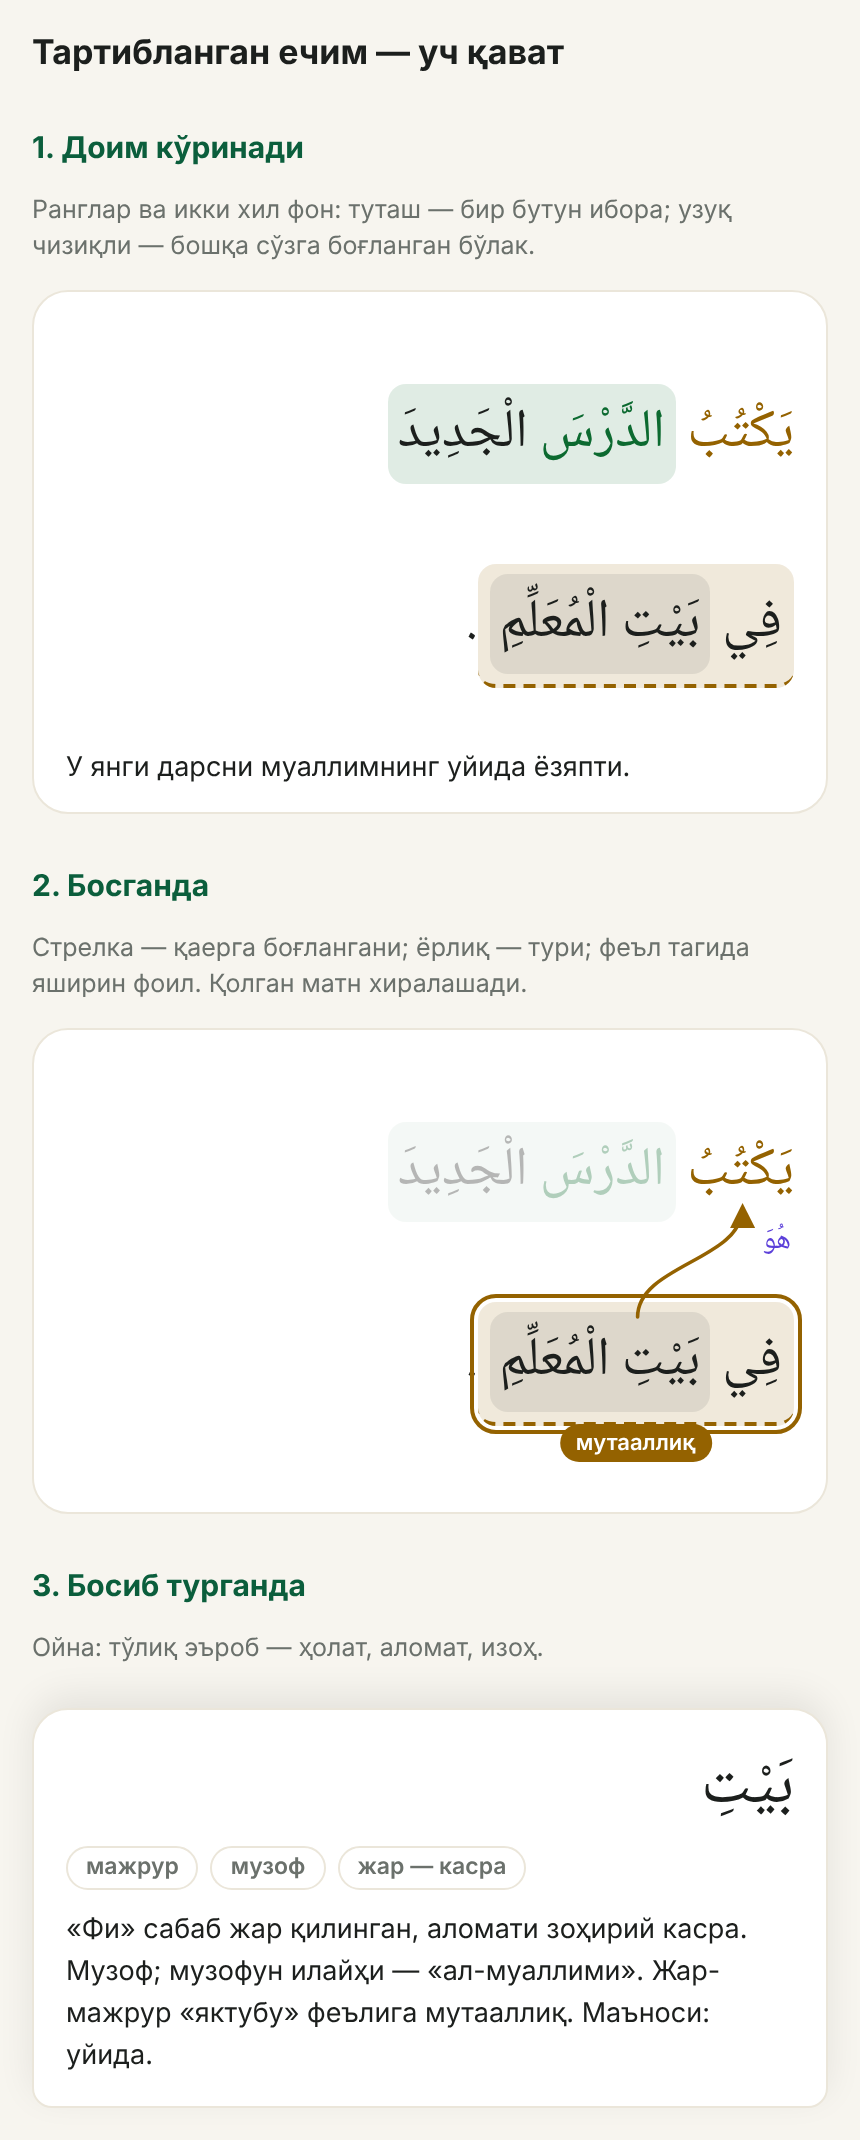 Тартибланган ечим — уч қават
1. Доим кўринади
Ранглар ва икки хил фон: туташ — бир бутун ибора; узуқ
чизиқли — бошқа сўзга боғланган бўлак.
يَكْتُبُ الدَّرْسَ الْجَدِيدَ
فِي بَيْتِ الْمُعَلِّمِ.
У янги дарсни муаллимнинг уйида ёзяпти.
2. Босганда
Стрелка — қаерга боғлангани; ёрлиқ — тури; феъл тагида
яширин фоил. Қолган матн хиралашади.
يَكْتُبُ الدَّرْسَ الْجَدِيدَ
هُوَ
فِي بَيْتِ الْمُعَلِّمِ.
мутааллиқ
3. Босиб турганда
Ойна: тўлиқ эъроб — ҳолат, аломат, изоҳ.
بَيْتِ
мажрур музоф жар — касра
«Фи» сабаб жар қилинган, аломати зоҳирий касра.
Музоф; музофун илайҳи — «ал-муаллими». Жар-
мажрур «яктубу» феълига мутааллиқ. Маъноси:
уйида.